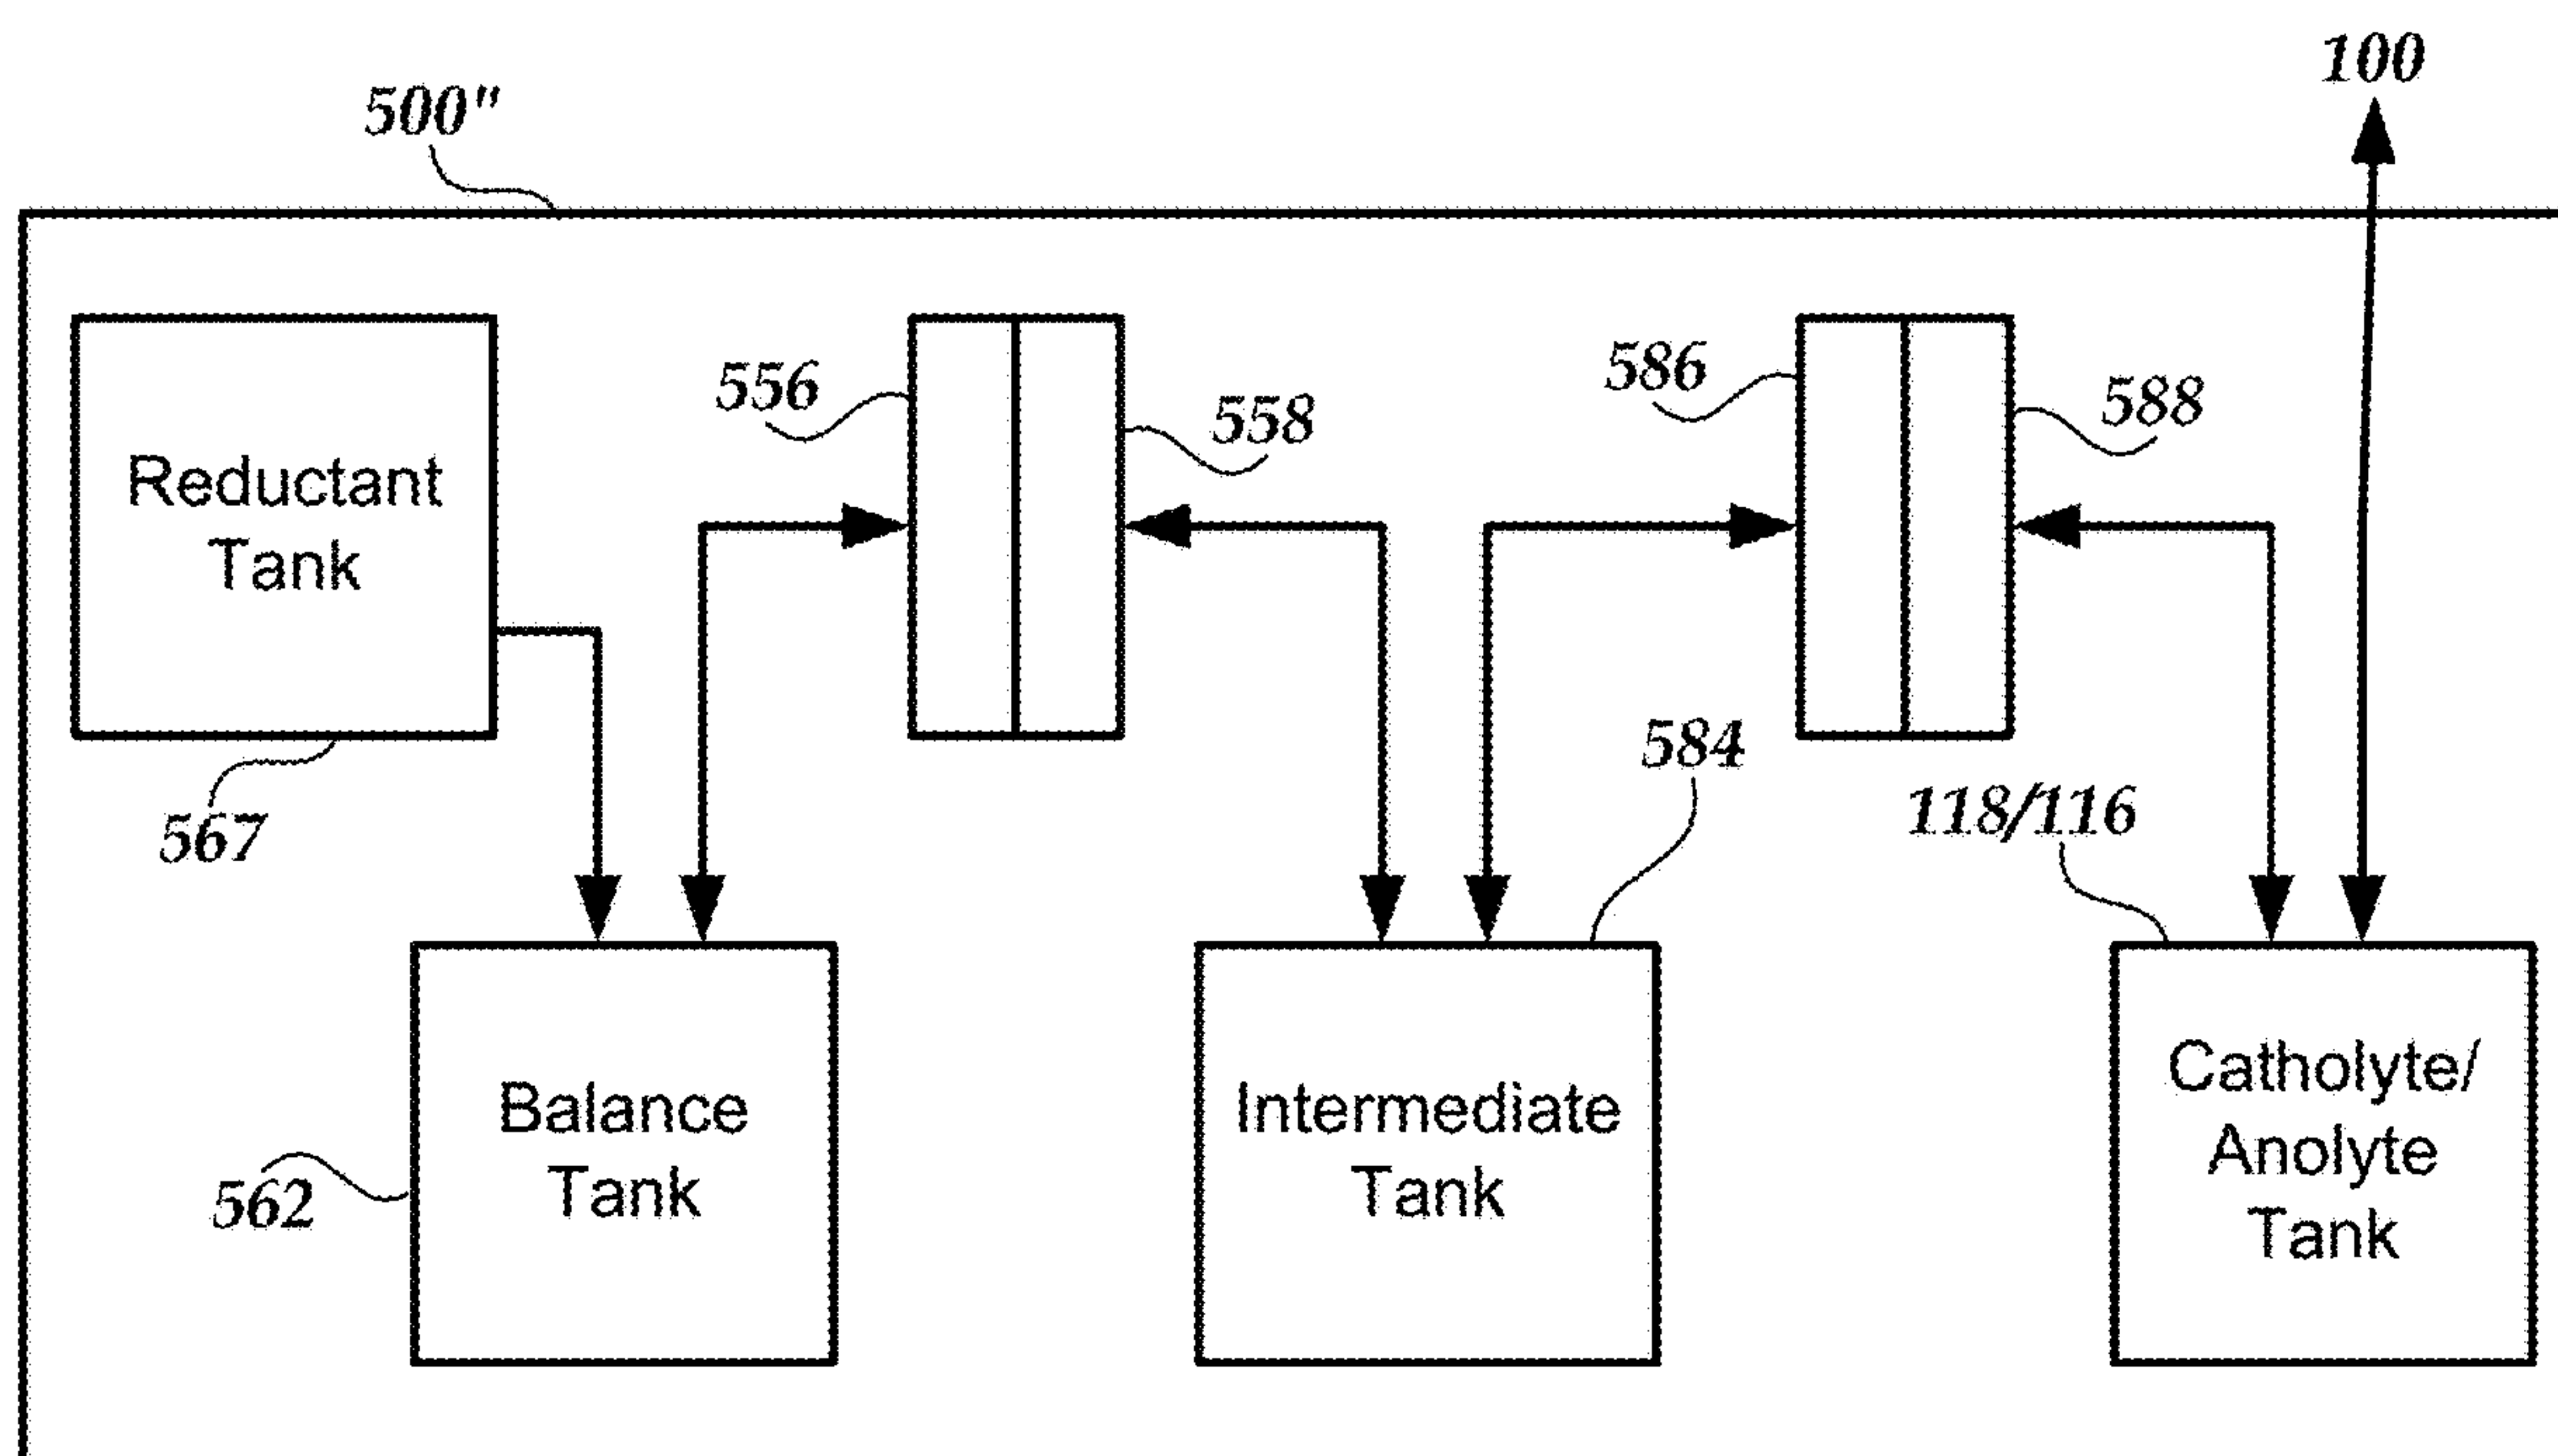 100
500"
556
558
586
588
Reductant
Tank
567
584
118/116
562
Balance
Tank
Intermediate
Tank
Catholyte/
Anolyte
Tank